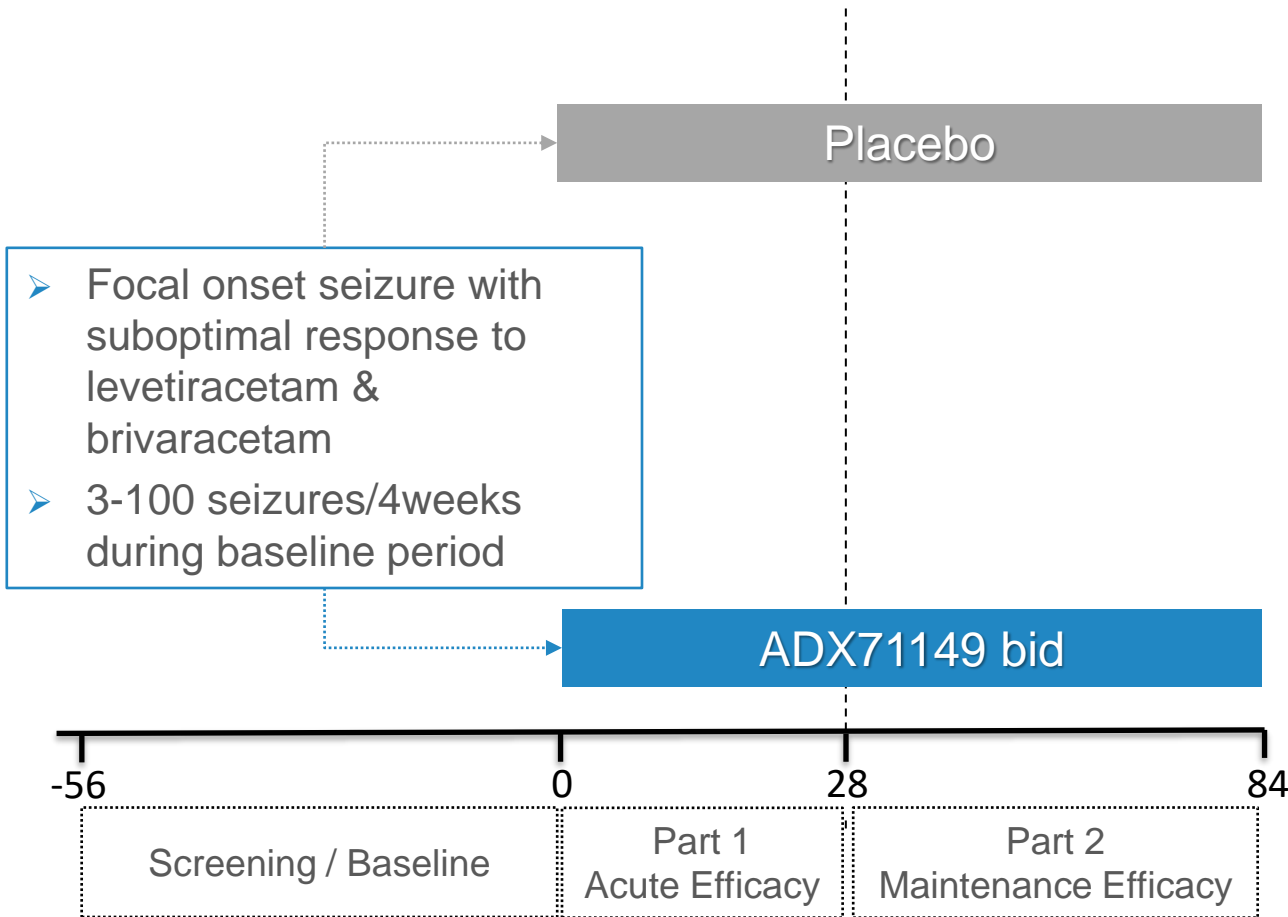 Placebo
➢ Focal onset seizure with
suboptimal response to
levetiracetam &
brivaracetam
➢ 3-100 seizures/4weeks
during baseline period
ADX71149 bid
-56 0 28 84
Screening / Baseline
Part 1
Acute Efficacy
Part 2
Maintenance Efficacy